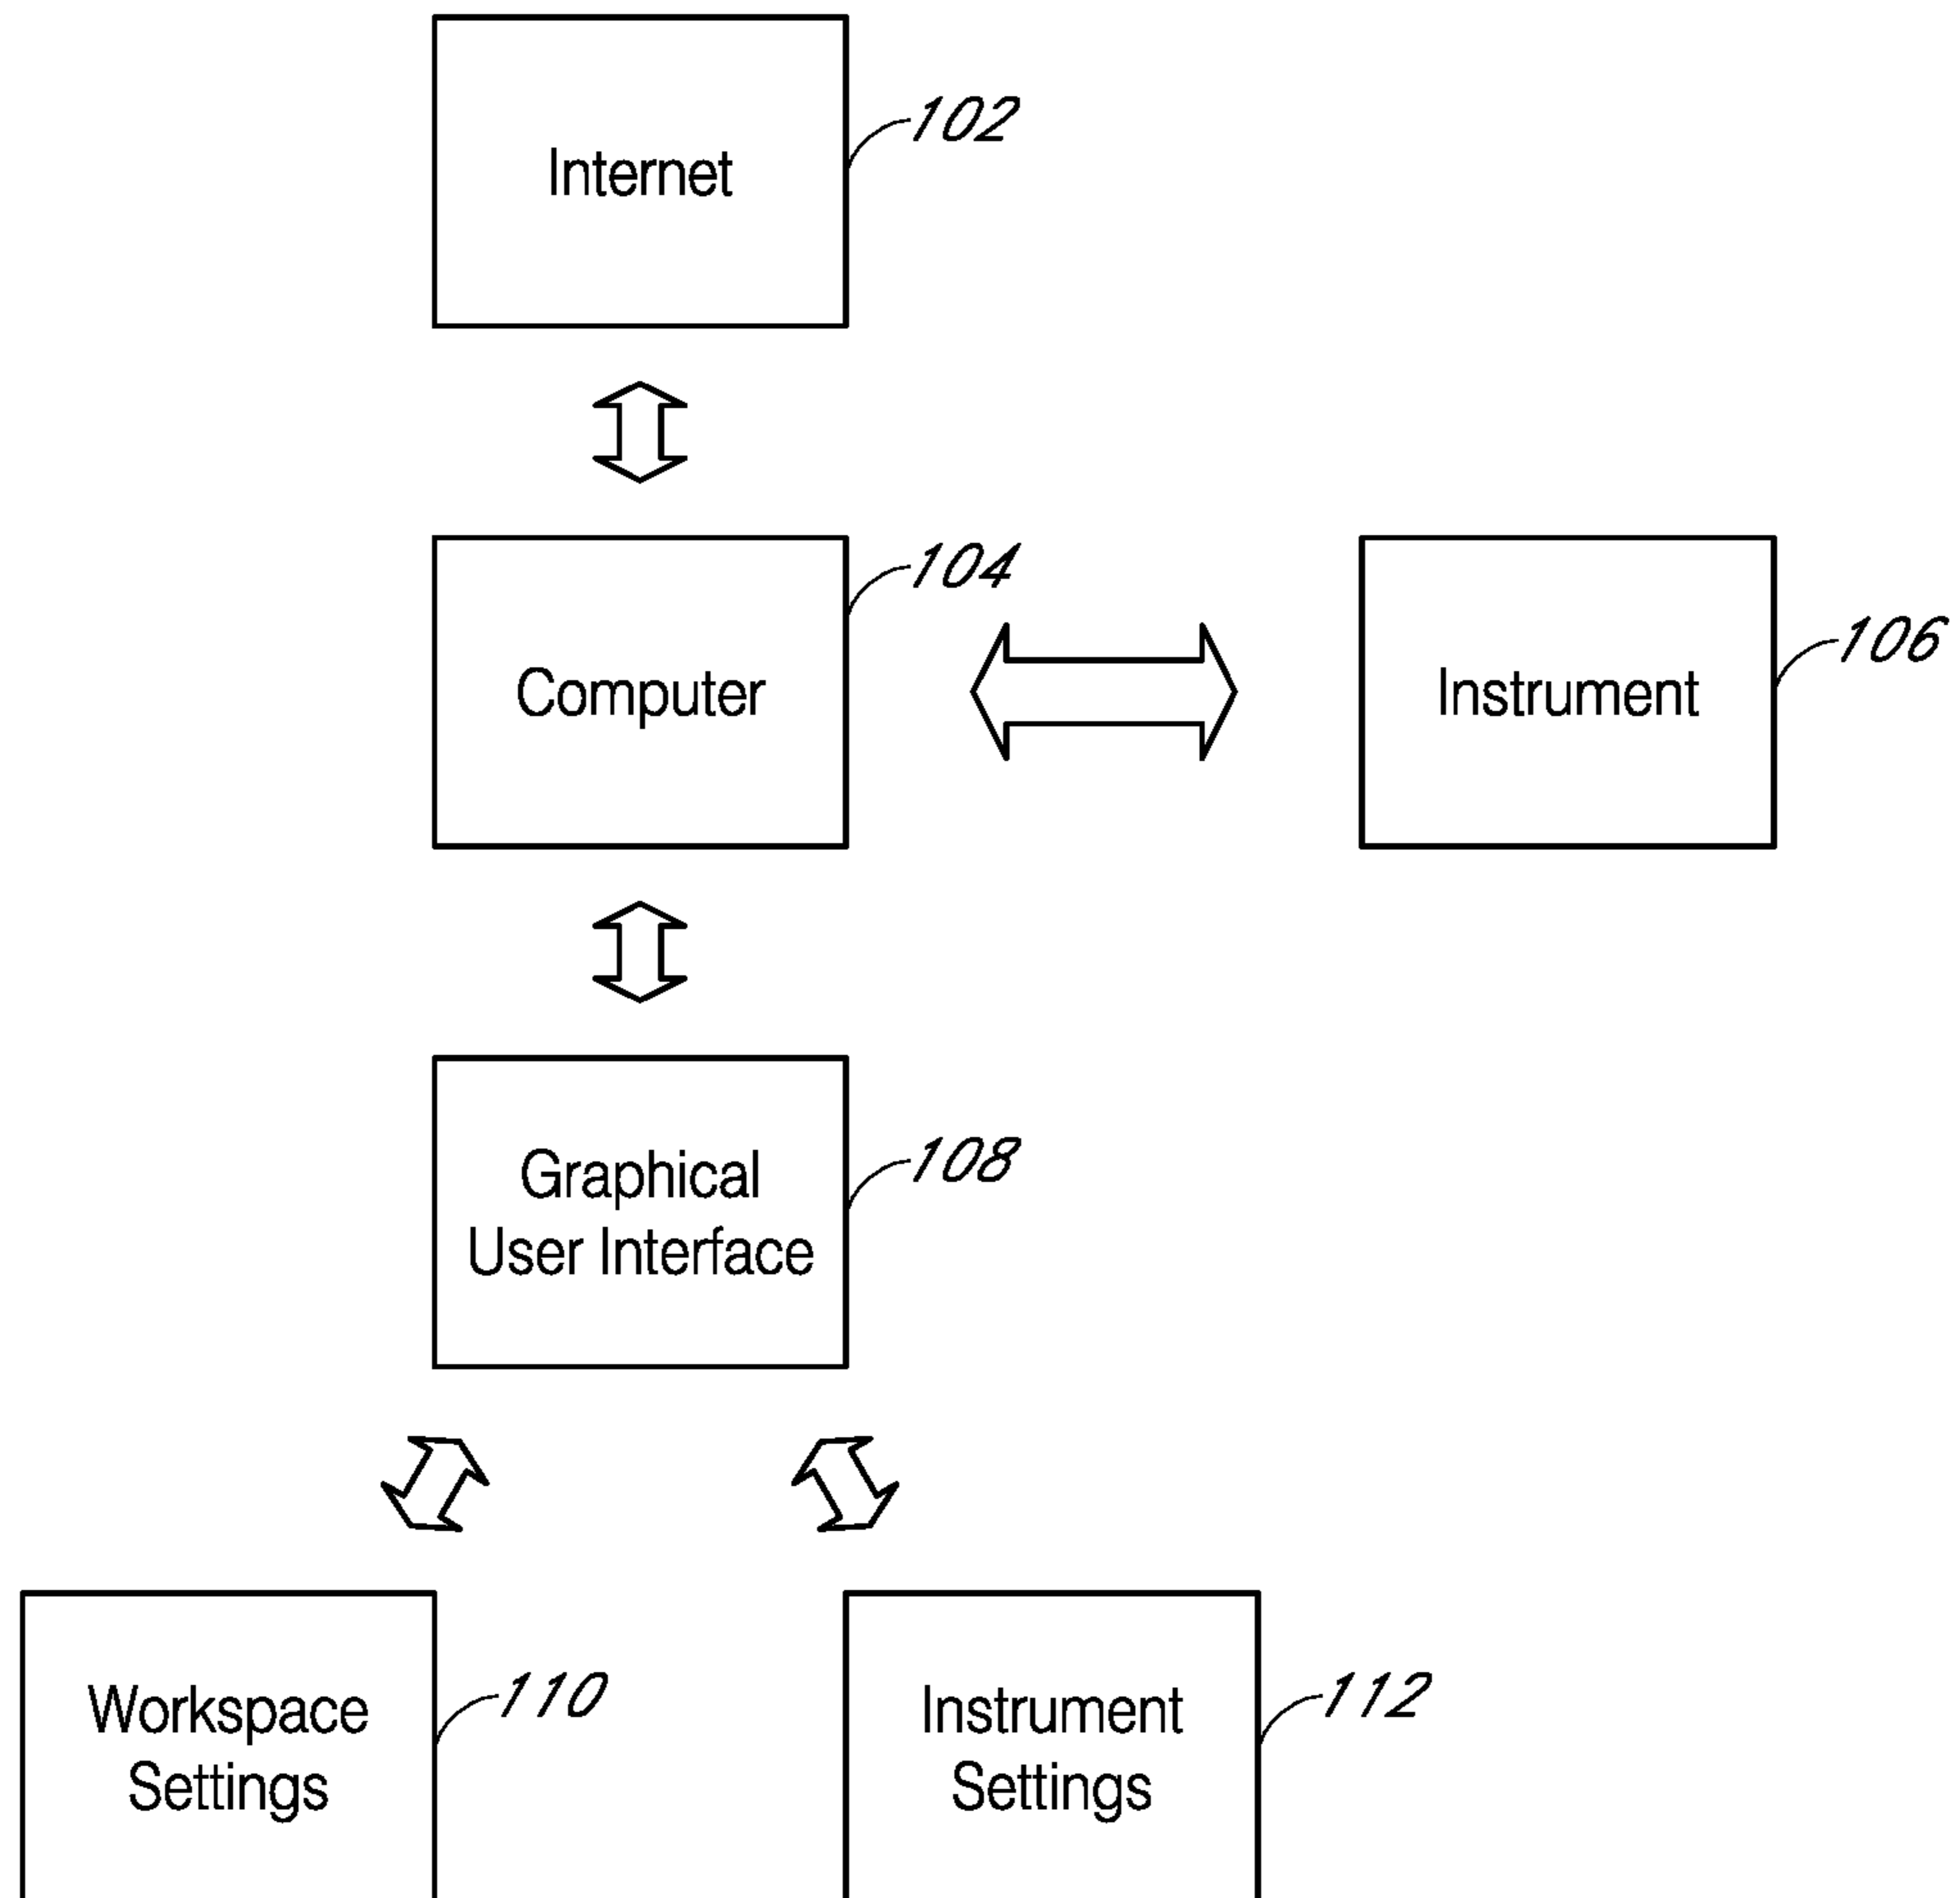 Internet
102
Computer
104
Instrument
106
Graphical
User Interface
108
Workspace
Settings
110
Instrument
Settings
112